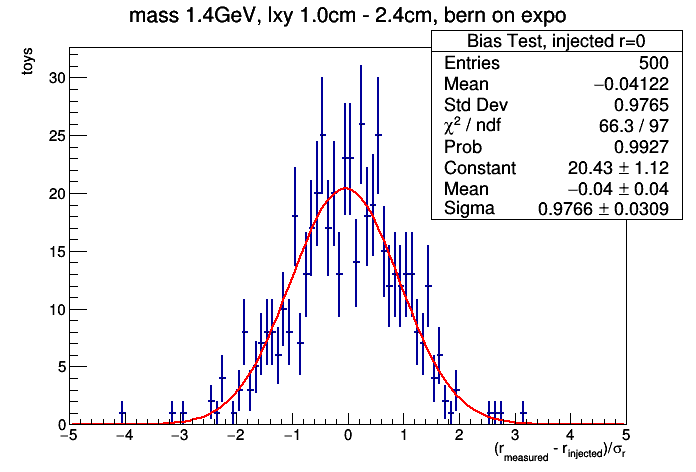 mass 1.4GeV, lxy 1.0cm - 2.4cm, bern on expo
toys
Bias Test, injected r=0
Entries 500
Mean −0.04122
Std Dev 0.9765
χ² / ndf 66.3 / 97
Prob 0.9927
Constant 20.43 ± 1.12
Mean −0.04 ± 0.04
Sigma 0.9766 ± 0.0309
30
25
20
15
10
5
0
−5 −4 −3 −2 −1 0 1 2 3 4 5
(r_measured - r_injected)/σ_r